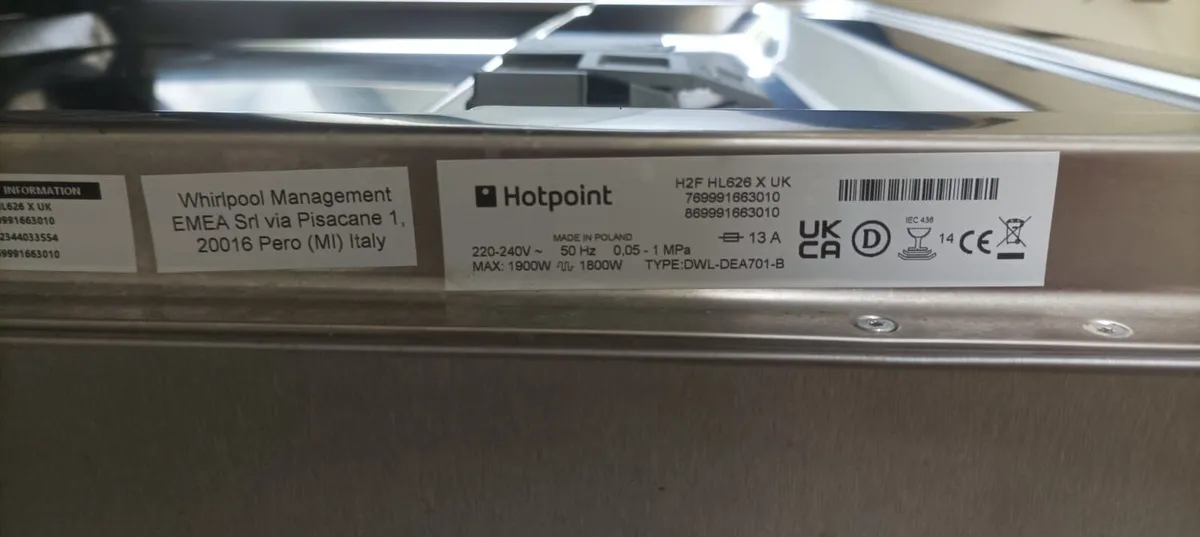 INFORMATION
HL626 X UK
9991663010
2344033554
69991663010
Whirlpool Management
EMEA Srl via Pisacane 1,
20016 Pero (MI) Italy
Hotpoint
H2F HL626 X UK
769991663010
869991663010
MADE IN POLAND
220-240V ~ 50 Hz 0,05 - 1 MPa
MAX: 1900W 1800W TYPE:DWL-DEA701-B
13 A
UK
CA
D
IEC 436
14
CE